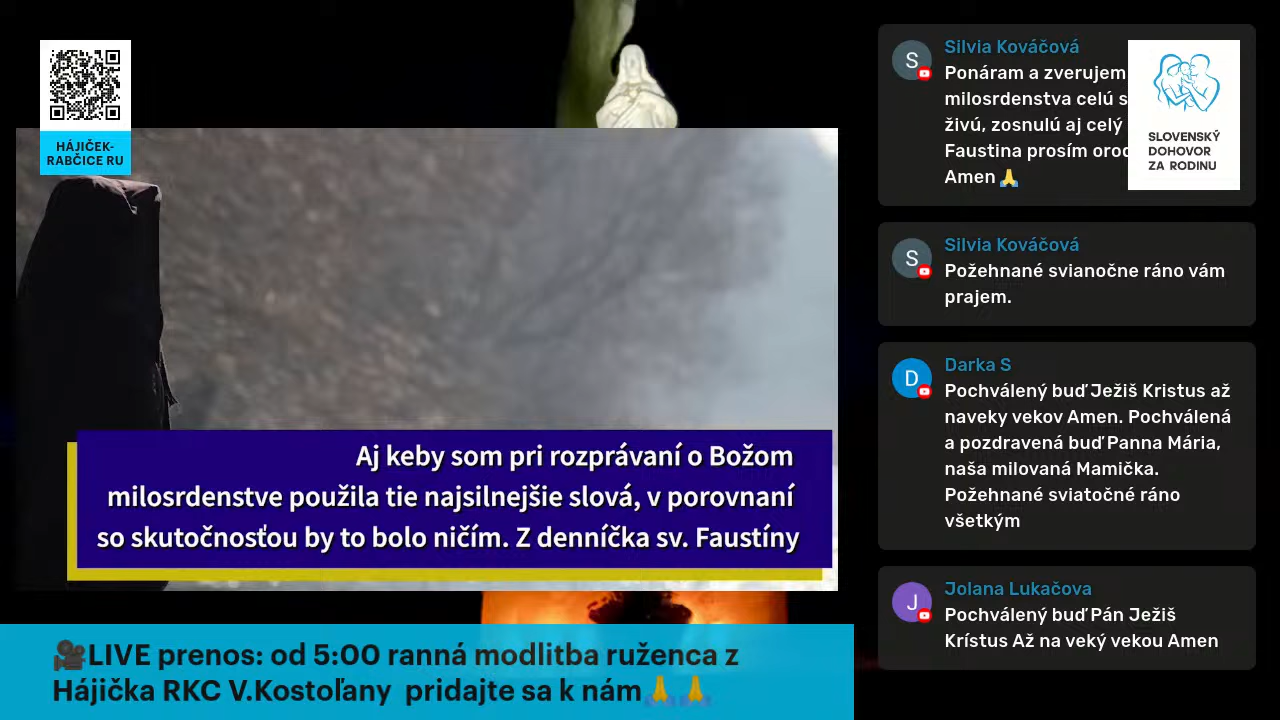 HÁJIČEK-
RABČICE RU
Aj keby som pri rozprávaní o Božom
milosrdenstve použila tie najsilnejšie slová, v porovnaní
so skutočnosťou by to bolo ničím. Z denníčka sv. Faustíny
🎥LIVE prenos: od 5:00 ranná modlitba ruženca z
Hájička RKC V.Kostoľany pridajte sa k nám🙏🙏
Silvia Kováčová
Ponáram a zverujem
milosrdenstva celú
živú, zosnulú aj celý
Faustina prosím
Amen🙏
SLOVENSKÝ
DOHOVOR
ZA RODINU
Silvia Kováčová
Požehnané svianočne ráno vám
prajem.
Darka S
Pochválený buď Ježiš Kristus až
naveky vekov Amen. Pochválená
a pozdravená buď Panna Mária,
naša milovaná Mamička.
Požehnané sviatočné ráno
všetkým
Jolana Lukačova
Pochválený buď Pán Ježiš
Krístus Až na veký vekou Amen